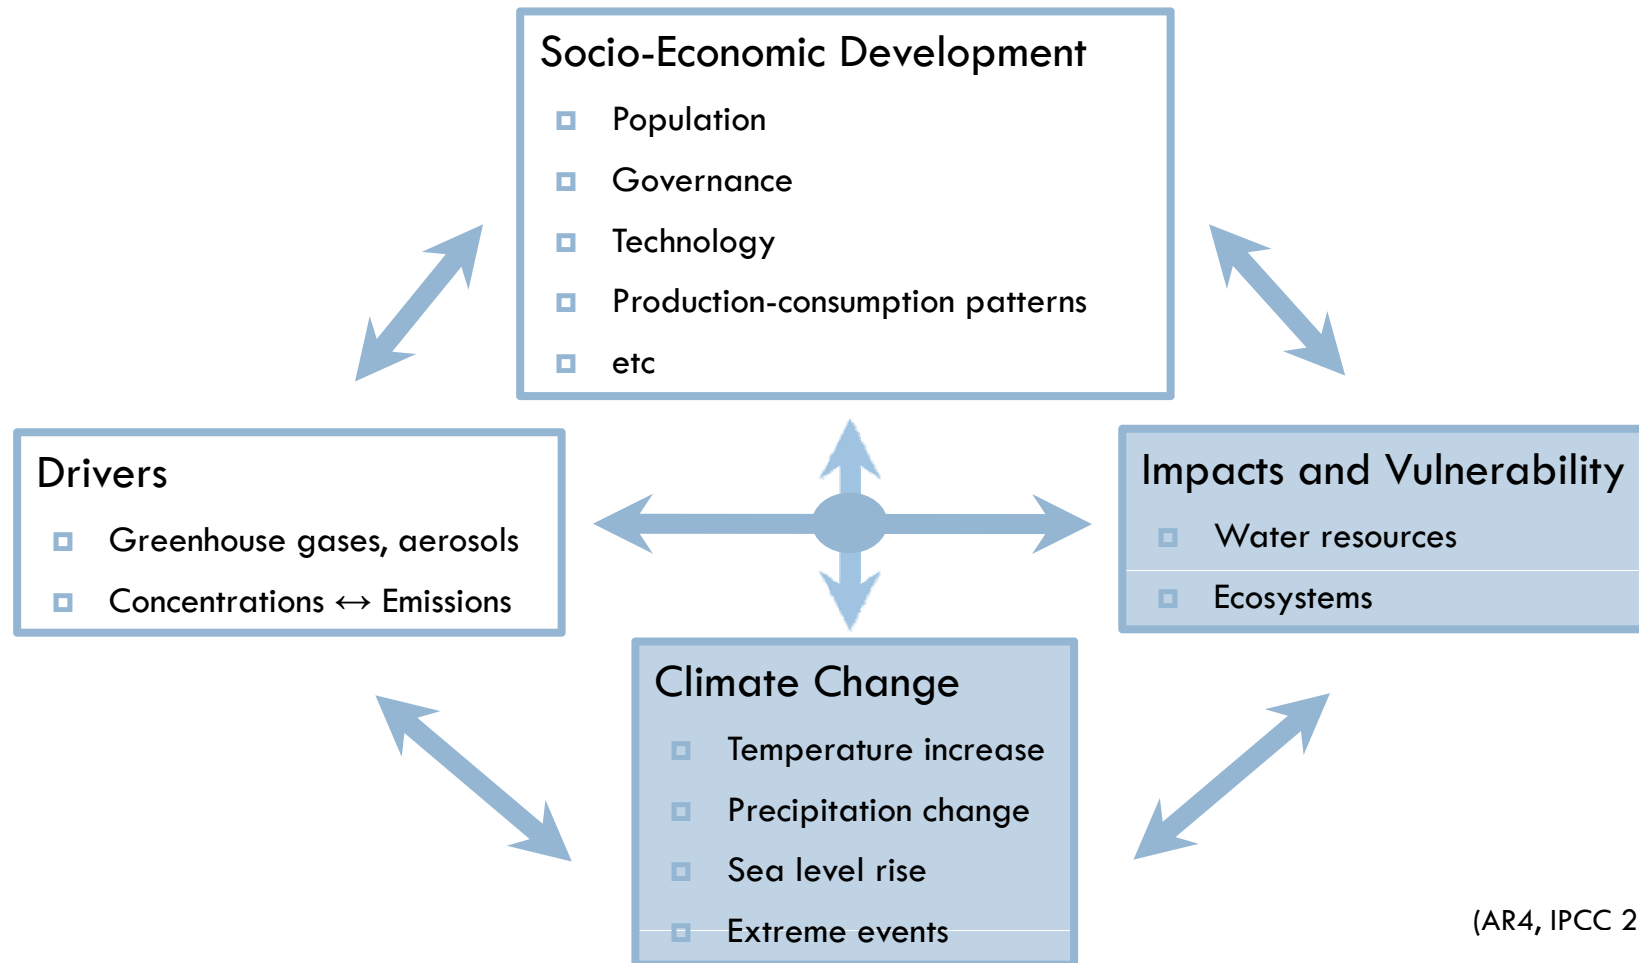 Socio-Economic Development
Population
Governance
Technology
Production-consumption patterns
etc
Drivers
Greenhouse gases, aerosols
Concentrations ↔ Emissions
Impacts and Vulnerability
Water resources
Ecosystems
Climate Change
Temperature increase
Precipitation change
Sea level rise
Extreme events
(AR4, IPCC 2